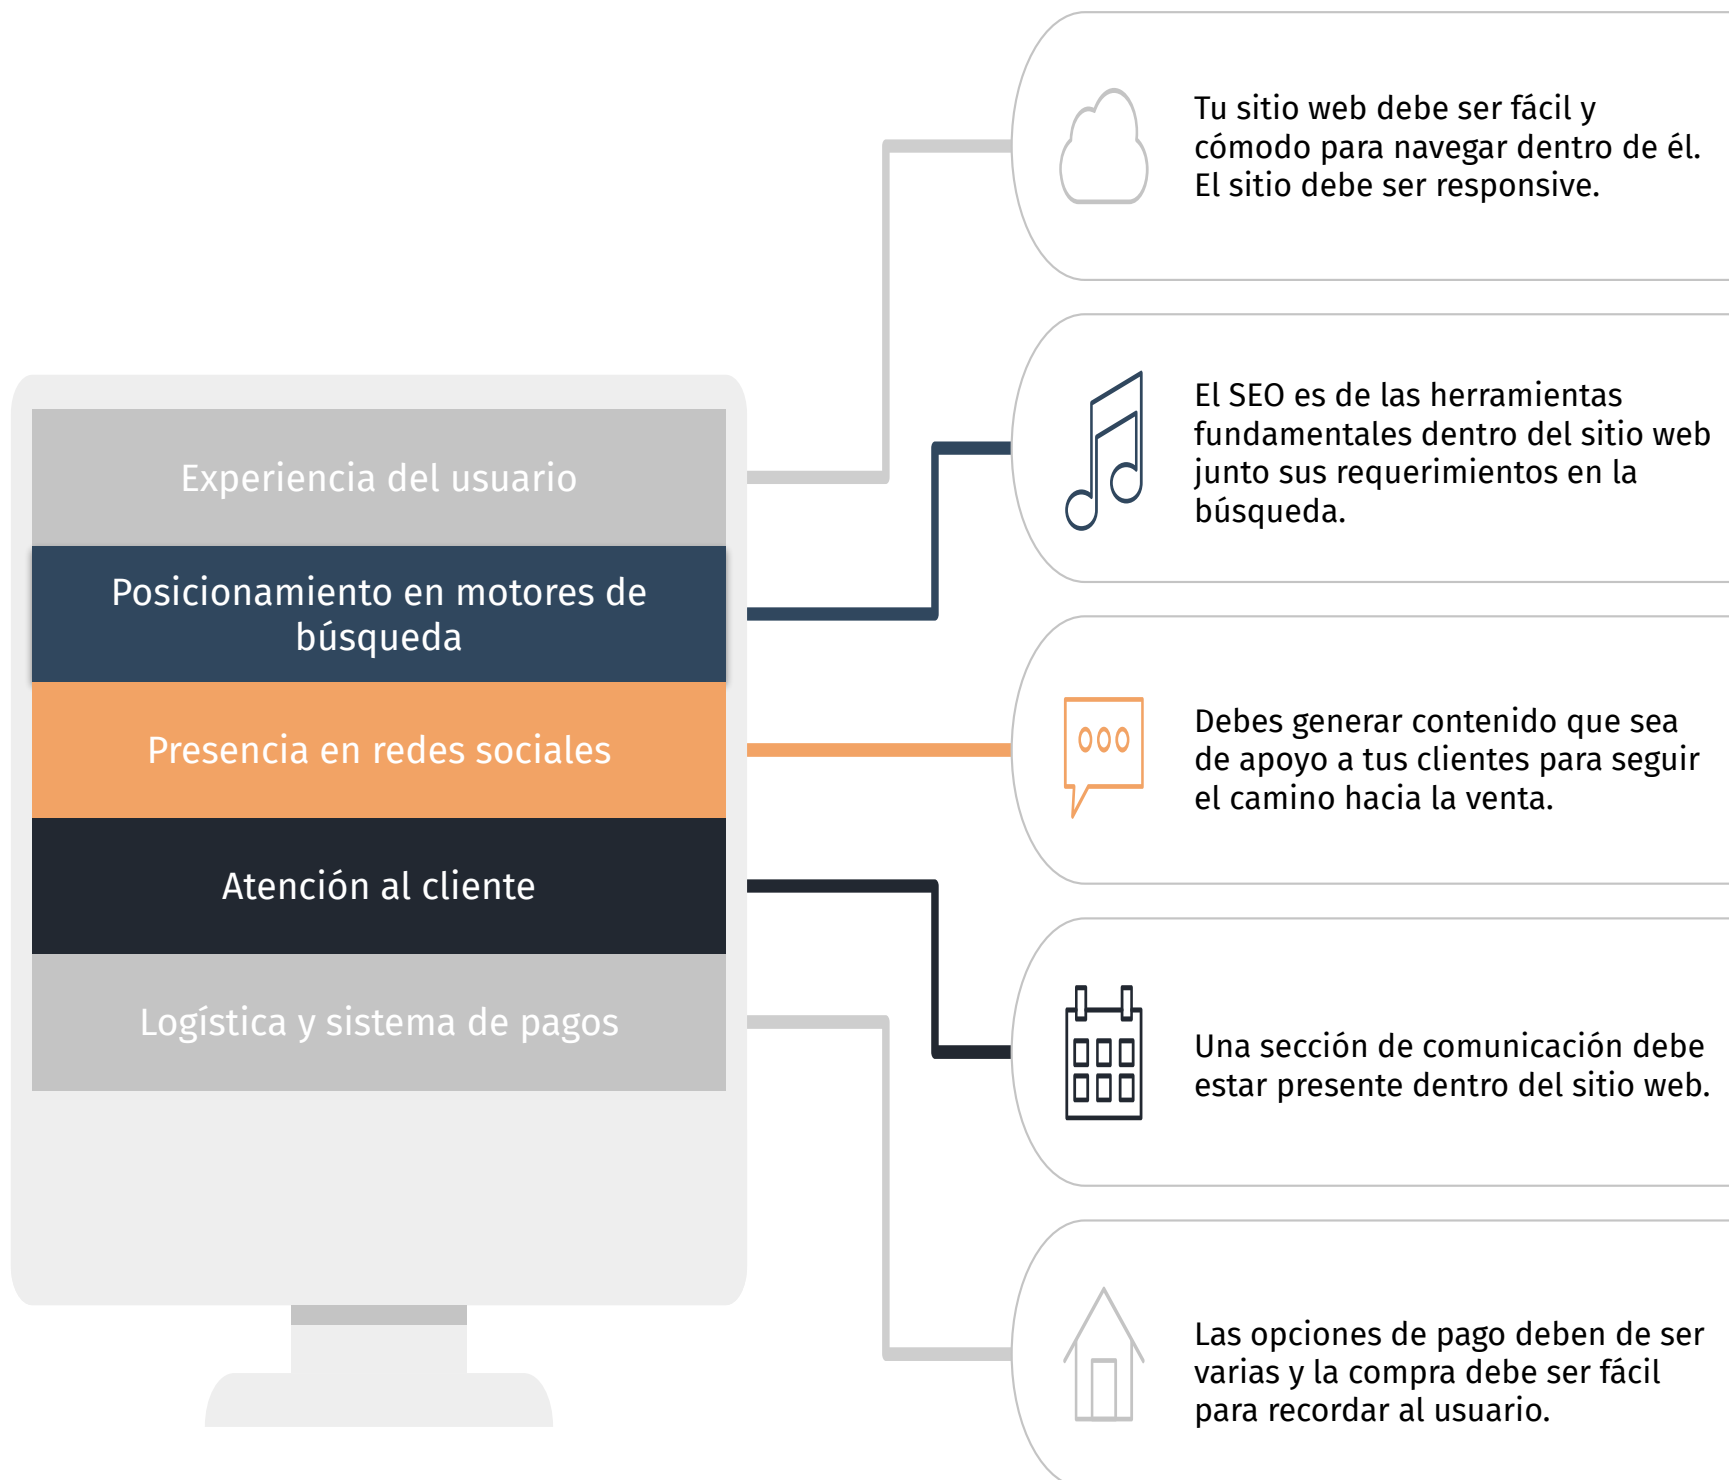 Tu sitio web debe ser fácil y
cómodo para navegar dentro de él.
El sitio debe ser responsive.
El SEO es de las herramientas
fundamentales dentro del sitio web
junto sus requerimientos en la
búsqueda.
Experiencia del usuario
Posicionamiento en motores de
búsqueda
Presencia en redes sociales
Atención al cliente
Logística y sistema de pagos
Debes generar contenido que sea
de apoyo a tus clientes para seguir
el camino hacia la venta.
Una sección de comunicación debe
estar presente dentro del sitio web.
Las opciones de pago deben de ser
varias y la compra debe ser fácil
para recordar al usuario.